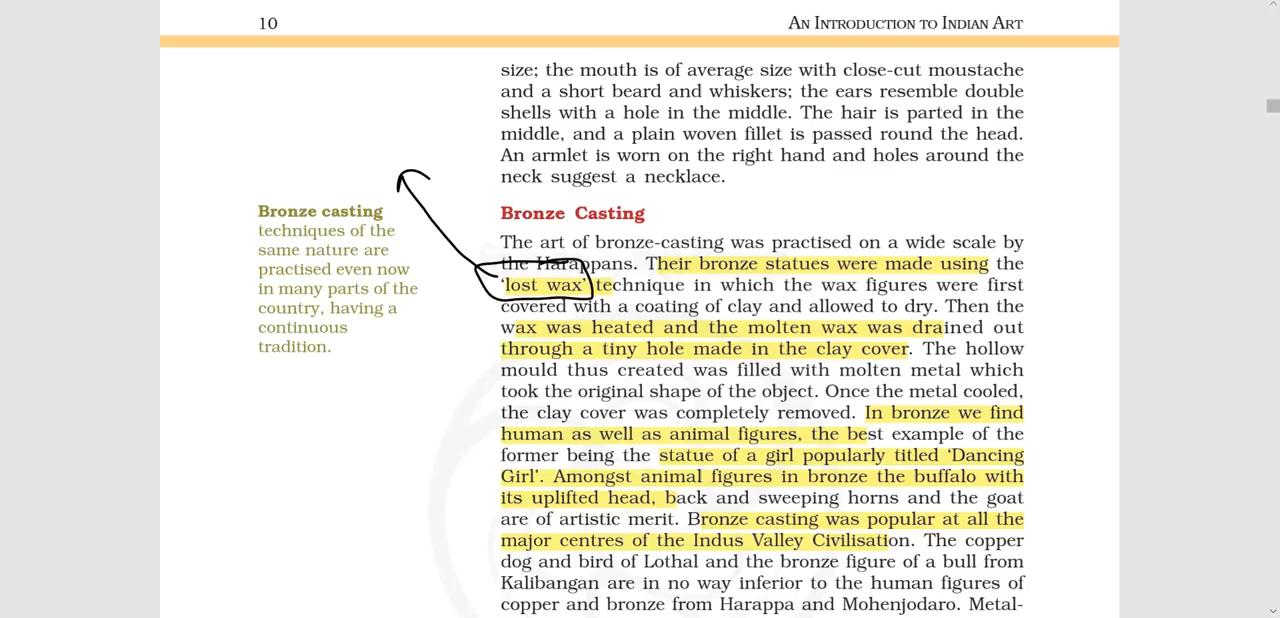 10
AN INTRODUCTION TO INDIAN ART
size; the mouth is of average size with close-cut moustache
and a short beard and whiskers; the ears resemble double
shells with a hole in the middle. The hair is parted in the
middle, and a plain woven fillet is passed round the head.
An armlet is worn on the right hand and holes around the
neck suggest a necklace.
Bronze casting
techniques of the
same nature are
practised even now
in many parts of the
country, having a
continuous
tradition.
Bronze Casting
The art of bronze-casting was practised on a wide scale by
the Harappans. Their bronze statues were made using the
‘lost wax’ technique in which the wax figures were first
covered with a coating of clay and allowed to dry. Then the
wax was heated and the molten wax was drained out
through a tiny hole made in the clay cover. The hollow
mould thus created was filled with molten metal which
took the original shape of the object. Once the metal cooled,
the clay cover was completely removed. In bronze we find
human as well as animal figures, the best example of the
former being the statue of a girl popularly titled ‘Dancing
Girl’. Amongst animal figures in bronze the buffalo with
its uplifted head, back and sweeping horns and the goat
are of artistic merit. Bronze casting was popular at all the
major centres of the Indus Valley Civilisation. The copper
dog and bird of Lothal and the bronze figure of a bull from
Kalibangan are in no way inferior to the human figures of
copper and bronze from Harappa and Mohenjodaro. Metal-